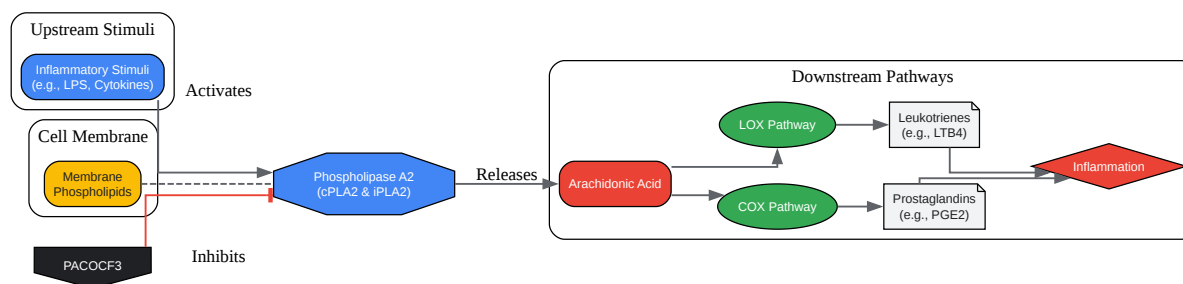 Upstream Stimuli
Inflammatory Stimuli
(e.g., LPS, Cytokines)
Activates
Cell Membrane
Membrane
Phospholipids
PACOCF3
Inhibits
Phospholipase A2
(cPLA2 & iPLA2)
Releases
Downstream Pathways
Arachidonic Acid
LOX Pathway
COX Pathway
Leukotrienes
(e.g., LTB4)
Prostaglandins
(e.g., PGE2)
Inflammation